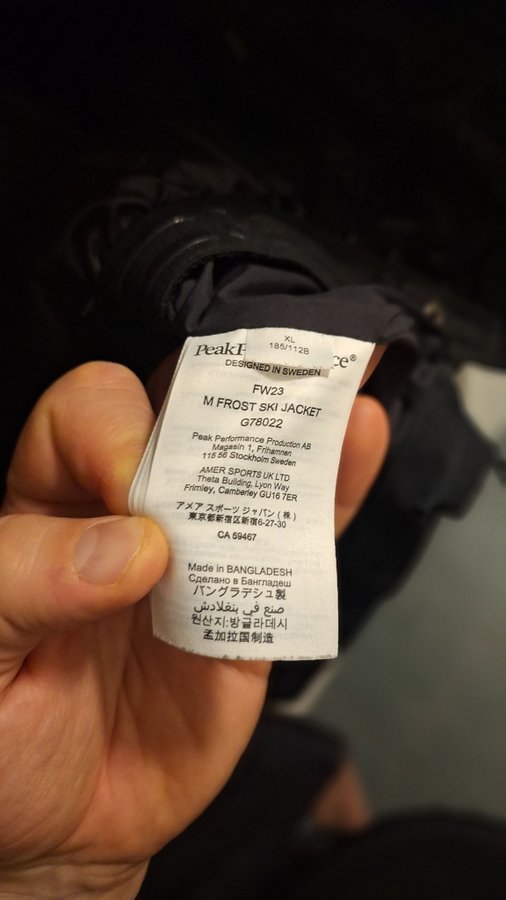 XL
185/112B
PeakP ce®
DESIGNED IN SWEDEN
FW23
M FROST SKI JACKET
G78022
Peak Performance Production AB
Magasin 1, Frihamnen
115 56 Stockholm Sweden
AMER SPORTS UK LTD
Theta Building, Lyon Way
Frimley, Camberley GU16 7ER
アメア スポーツ ジャパン (株)
東京都新宿区新宿6-27-30
CA 59467
Made in BANGLADESH
Сделано в Бангладеш
バングラデシュ製
صنع في بنغلادش
원산지:방글라데시
孟加拉国制造